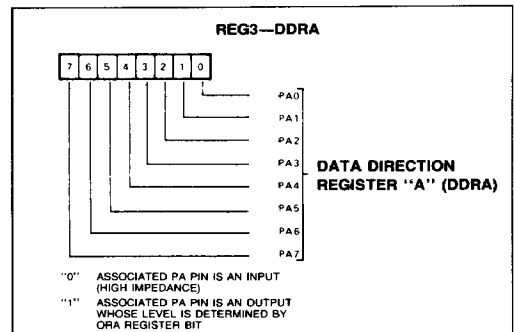 REG3—DDRA
7 6 5 4 3 2 1 0
PA0
PA1
PA2
PA3
PA4
PA5
PA6
PA7
DATA DIRECTION
REGISTER "A" (DDRA)
"0" ASSOCIATED PA PIN IS AN INPUT
(HIGH IMPEDANCE)
"1" ASSOCIATED PA PIN IS AN OUTPUT
WHOSE LEVEL IS DETERMINED BY
ORA REGISTER BIT